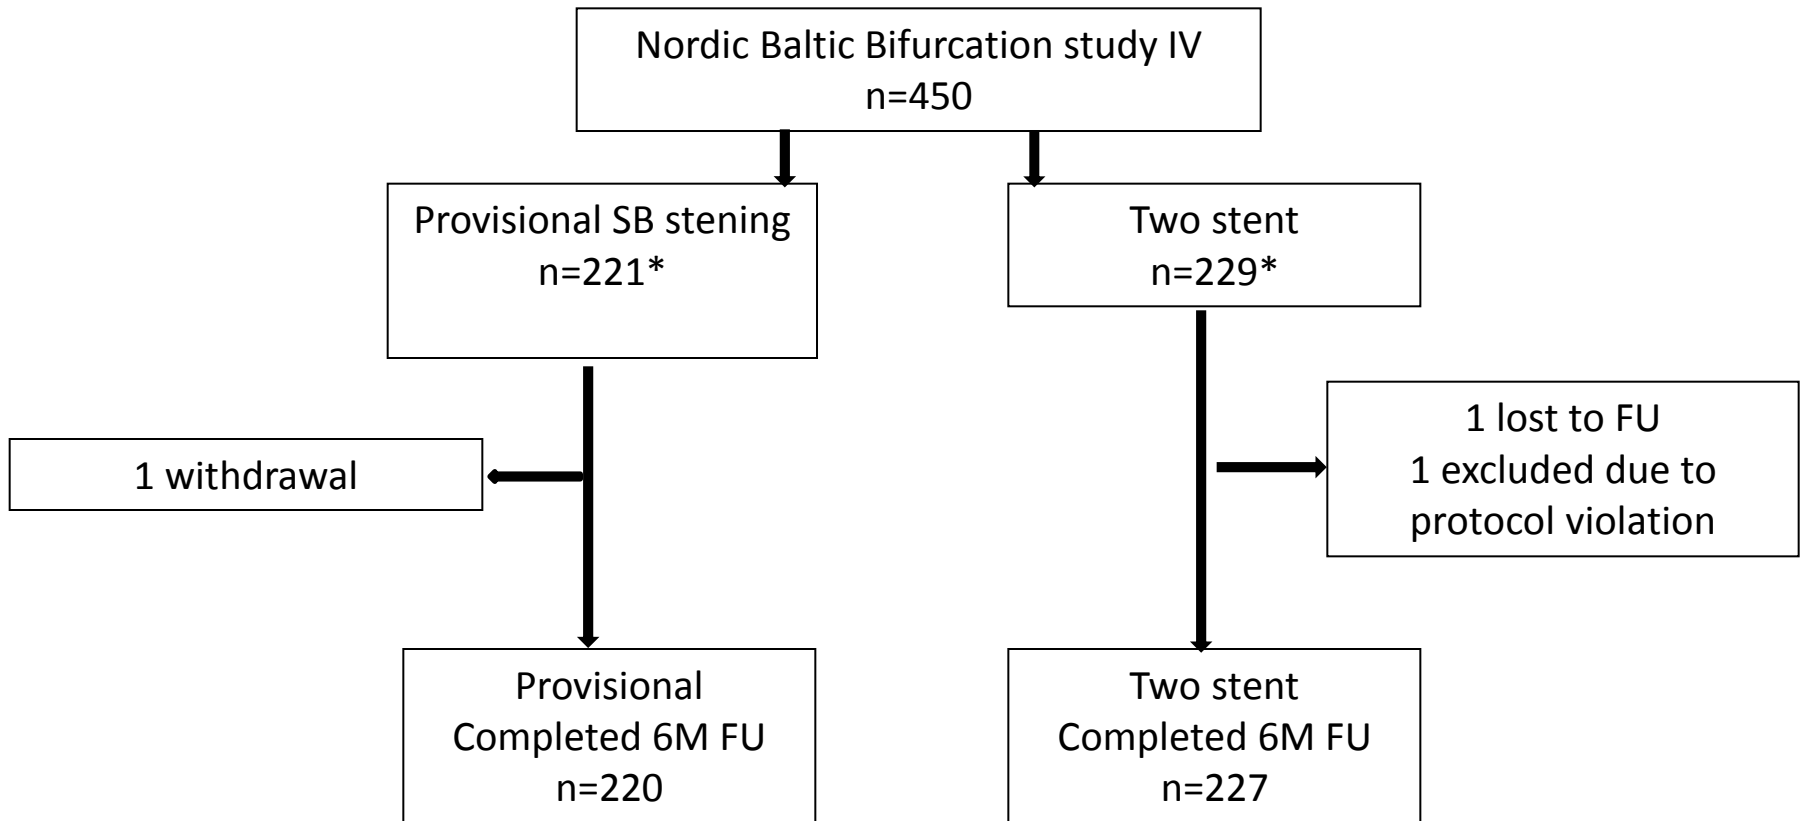 Nordic Baltic Bifurcation study IV
n=450
Provisional SB stening
n=221*
Two stent
n=229*
1 withdrawal
1 lost to FU
1 excluded due to
protocol violation
Provisional
Completed 6M FU
n=220
Two stent
Completed 6M FU
n=227